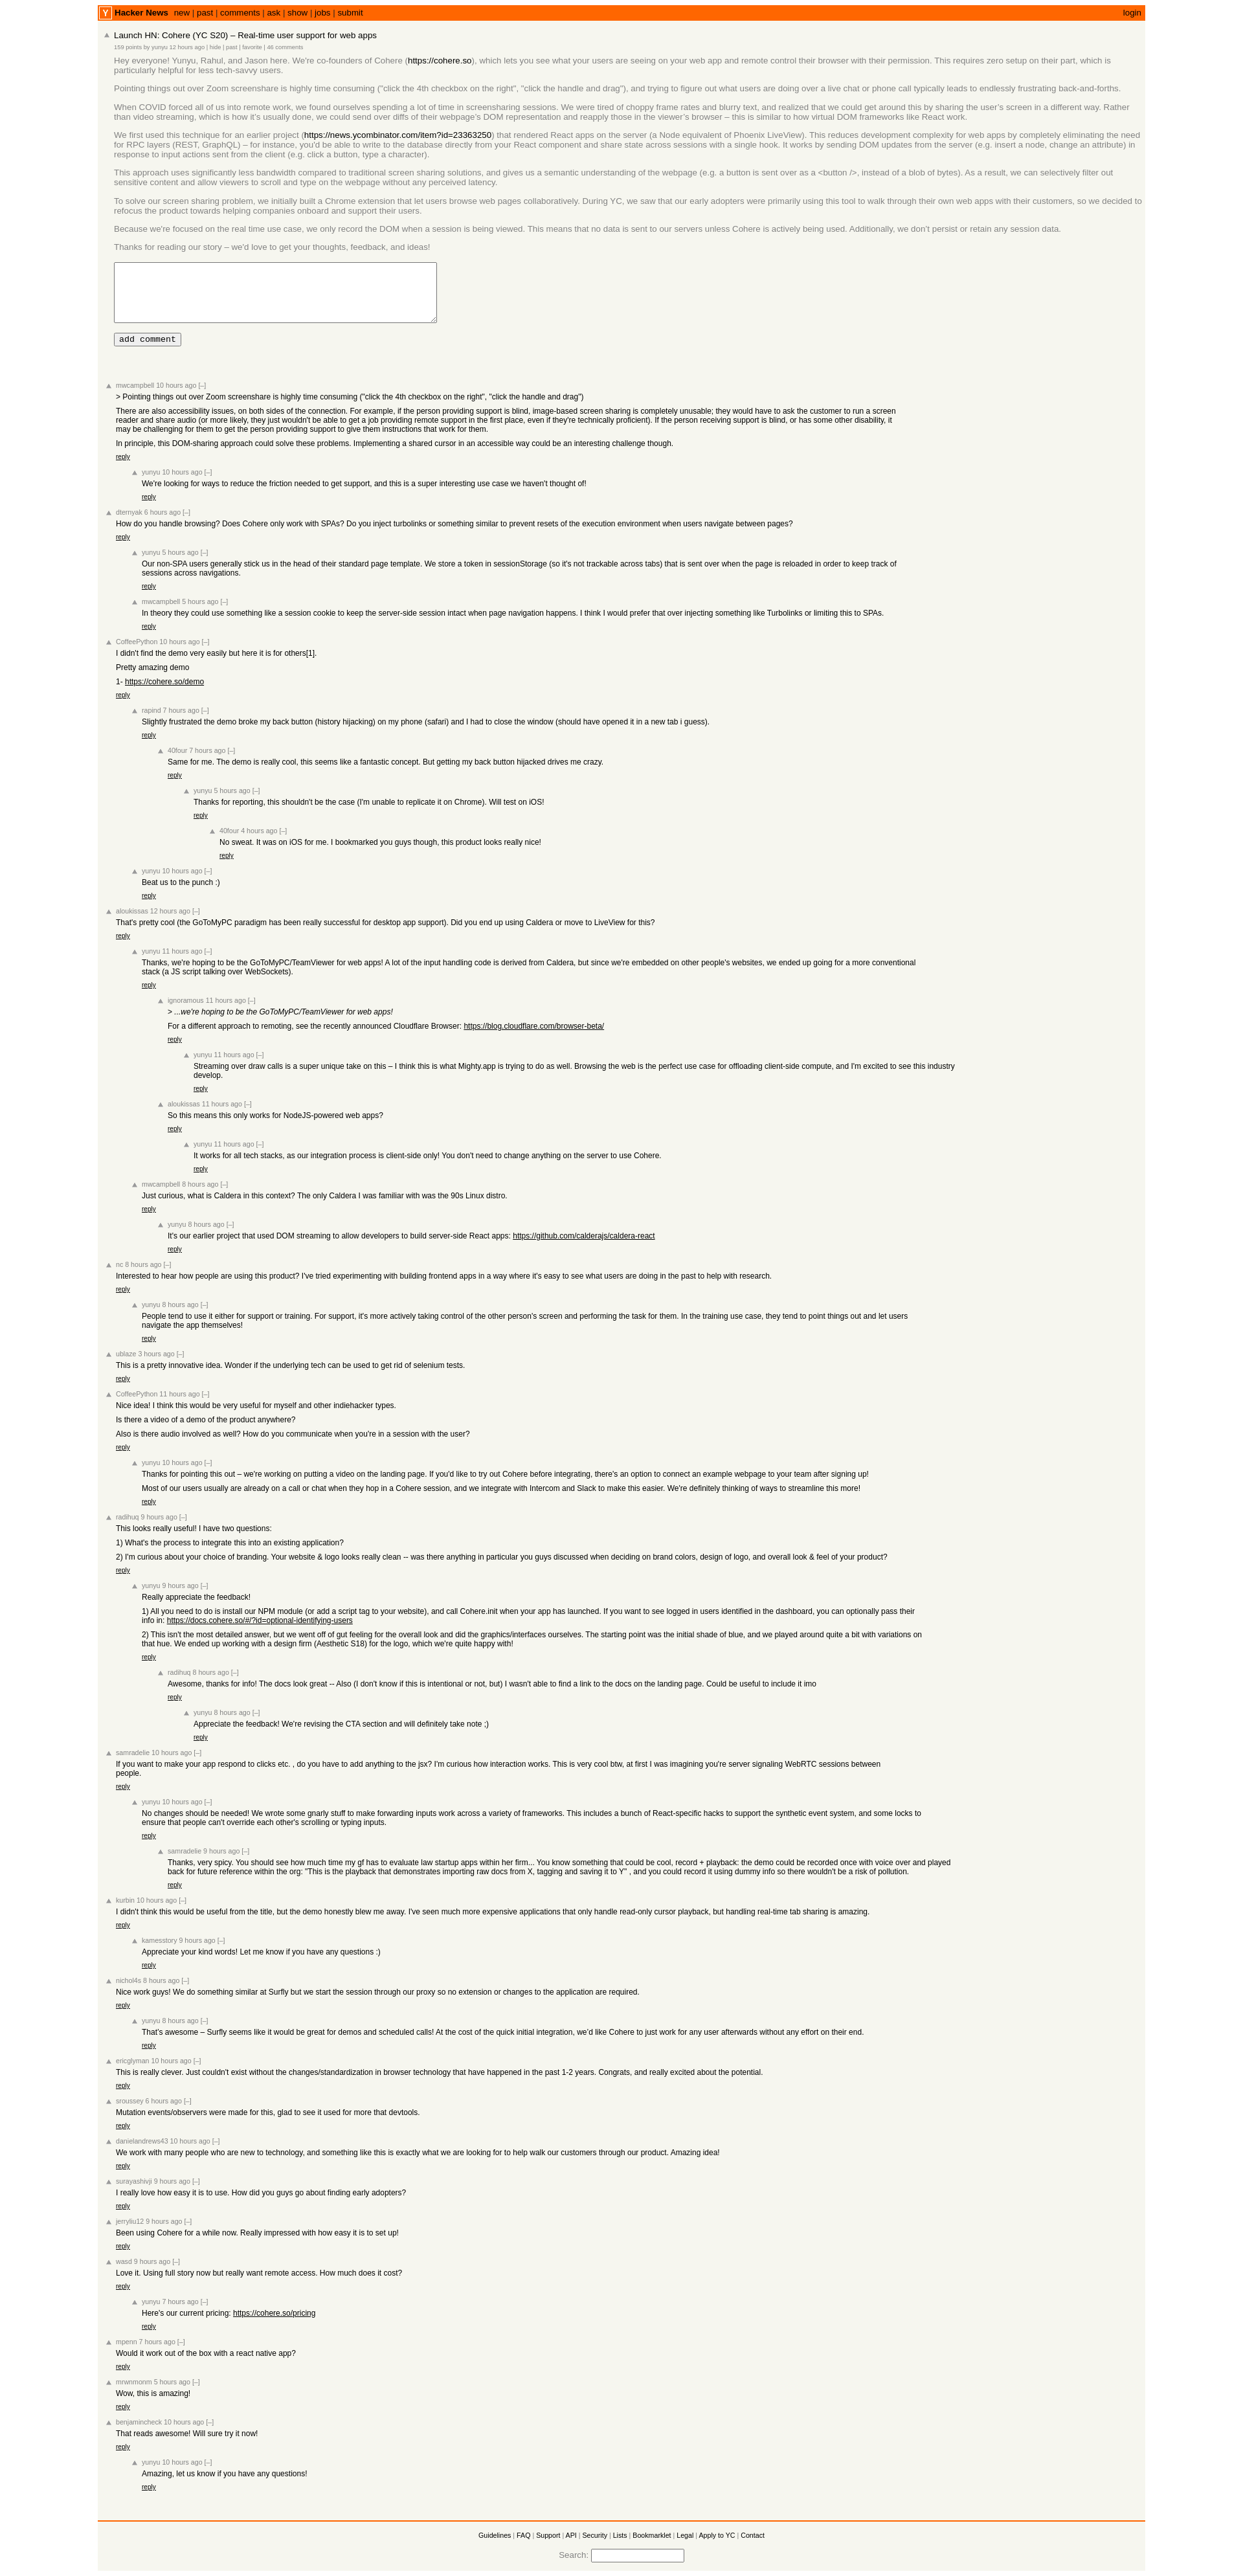 Y Hacker News new | past | comments | ask | show | jobs | submit login
Launch HN: Cohere (YC S20) – Real-time user support for web apps
159 points by yunyu 12 hours ago | hide | past | favorite | 46 comments
Hey everyone! Yunyu, Rahul, and Jason here. We're co-founders of Cohere (https://cohere.so), which lets you see what your users are seeing on your web app and remote control their browser with their permission. This requires zero setup on their part, which is
particularly helpful for less tech-savvy users.
Pointing things out over Zoom screenshare is highly time consuming ("click the 4th checkbox on the right", "click the handle and drag"), and trying to figure out what users are doing over a live chat or phone call typically leads to endlessly frustrating back-and-forths.
When COVID forced all of us into remote work, we found ourselves spending a lot of time in screensharing sessions. We were tired of choppy frame rates and blurry text, and realized that we could get around this by sharing the user's screen in a different way. Rather
than video streaming, which is how it's usually done, we could send over diffs of their webpage's DOM representation and reapply those in the viewer's browser – this is similar to how virtual DOM frameworks like React work.
We first used this technique for an earlier project (https://news.ycombinator.com/item?id=23363250) that rendered React apps on the server (a Node equivalent of Phoenix LiveView). This reduces development complexity for web apps by completely eliminating the need
for RPC layers (REST, GraphQL) – for instance, you'd be able to write to the database directly from your React component and share state across sessions with a single hook. It works by sending DOM updates from the server (e.g. insert a node, change an attribute) in
response to input actions sent from the client (e.g. click a button, type a character).
This approach uses significantly less bandwidth compared to traditional screen sharing solutions, and gives us a semantic understanding of the webpage (e.g. a button is sent over as a <button />, instead of a blob of bytes). As a result, we can selectively filter out
sensitive content and allow viewers to scroll and type on the webpage without any perceived latency.
To solve our screen sharing problem, we initially built a Chrome extension that let users browse web pages collaboratively. During YC, we saw that our early adopters were primarily using this tool to walk through their own web apps with their customers, so we decided to
refocus the product towards helping companies onboard and support their users.
Because we're focused on the real time use case, we only record the DOM when a session is being viewed. This means that no data is sent to our servers unless Cohere is actively being used. Additionally, we don't persist or retain any session data.
Thanks for reading our story – we'd love to get your thoughts, feedback, and ideas!
add comment
mwcampbell 10 hours ago [–]
> Pointing things out over Zoom screenshare is highly time consuming ("click the 4th checkbox on the right", "click the handle and drag")
There are also accessibility issues, on both sides of the connection. For example, if the person providing support is blind, image-based screen sharing is completely unusable; they would have to ask the customer to run a screen
reader and share audio (or more likely, they just wouldn't be able to get a job providing remote support in the first place, even if they're technically proficient). If the person receiving support is blind, or has some other disability, it
may be challenging for them to get the person providing support to give them instructions that work for them.
In principle, this DOM-sharing approach could solve these problems. Implementing a shared cursor in an accessible way could be an interesting challenge though.
reply
yunyu 10 hours ago [–]
We're looking for ways to reduce the friction needed to get support, and this is a super interesting use case we haven't thought of!
reply
dternyak 6 hours ago [–]
How do you handle browsing? Does Cohere only work with SPAs? Do you inject turbolinks or something similar to prevent resets of the execution environment when users navigate between pages?
reply
yunyu 5 hours ago [–]
Our non-SPA users generally stick us in the head of their standard page template. We store a token in sessionStorage (so it's not trackable across tabs) that is sent over when the page is reloaded in order to keep track of
sessions across navigations.
reply
mwcampbell 5 hours ago [–]
In theory they could use something like a session cookie to keep the server-side session intact when page navigation happens. I think I would prefer that over injecting something like Turbolinks or limiting this to SPAs.
reply
CoffeePython 10 hours ago [–]
I didn't find the demo very easily but here it is for others[1].
Pretty amazing demo
1- https://cohere.so/demo
reply
rapind 7 hours ago [–]
Slightly frustrated the demo broke my back button (history hijacking) on my phone (safari) and I had to close the window (should have opened it in a new tab i guess).
reply
40four 7 hours ago [–]
Same for me. The demo is really cool, this seems like a fantastic concept. But getting my back button hijacked drives me crazy.
reply
yunyu 5 hours ago [–]
Thanks for reporting, this shouldn't be the case (I'm unable to replicate it on Chrome). Will test on iOS!
reply
40four 4 hours ago [–]
No sweat. It was on iOS for me. I bookmarked you guys though, this product looks really nice!
reply
yunyu 10 hours ago [–]
Beat us to the punch :)
reply
aloukissas 12 hours ago [–]
That's pretty cool (the GoToMyPC paradigm has been really successful for desktop app support). Did you end up using Caldera or move to LiveView for this?
reply
yunyu 11 hours ago [–]
Thanks, we're hoping to be the GoToMyPC/TeamViewer for web apps! A lot of the input handling code is derived from Caldera, but since we're embedded on other people's websites, we ended up going for a more conventional
stack (a JS script talking over WebSockets).
reply
ignoramous 11 hours ago [–]
> ...we're hoping to be the GoToMyPC/TeamViewer for web apps!
For a different approach to remoting, see the recently announced Cloudflare Browser: https://blog.cloudflare.com/browser-beta/
reply
yunyu 11 hours ago [–]
Streaming over draw calls is a super unique take on this – I think this is what Mighty.app is trying to do as well. Browsing the web is the perfect use case for offloading client-side compute, and I'm excited to see this industry
develop.
reply
aloukissas 11 hours ago [–]
So this means this only works for NodeJS-powered web apps?
reply
yunyu 11 hours ago [–]
It works for all tech stacks, as our integration process is client-side only! You don't need to change anything on the server to use Cohere.
reply
mwcampbell 8 hours ago [–]
Just curious, what is Caldera in this context? The only Caldera I was familiar with was the 90s Linux distro.
reply
yunyu 8 hours ago [–]
It's our earlier project that used DOM streaming to allow developers to build server-side React apps: https://github.com/calderajs/caldera-react
reply
nc 8 hours ago [–]
Interested to hear how people are using this product? I've tried experimenting with building frontend apps in a way where it's easy to see what users are doing in the past to help with research.
reply
yunyu 8 hours ago [–]
People tend to use it either for support or training. For support, it's more actively taking control of the other person's screen and performing the task for them. In the training use case, they tend to point things out and let users
navigate the app themselves!
reply
ublaze 3 hours ago [–]
This is a pretty innovative idea. Wonder if the underlying tech can be used to get rid of selenium tests.
reply
CoffeePython 11 hours ago [–]
Nice idea! I think this would be very useful for myself and other indiehacker types.
Is there a video of a demo of the product anywhere?
Also is there audio involved as well? How do you communicate when you're in a session with the user?
reply
yunyu 10 hours ago [–]
Thanks for pointing this out – we're working on putting a video on the landing page. If you'd like to try out Cohere before integrating, there's an option to connect an example webpage to your team after signing up!
Most of our users usually are already on a call or chat when they hop in a Cohere session, and we integrate with Intercom and Slack to make this easier. We're definitely thinking of ways to streamline this more!
reply
radihuq 9 hours ago [–]
This looks really useful! I have two questions:
1) What's the process to integrate this into an existing application?
2) I'm curious about your choice of branding. Your website & logo looks really clean -- was there anything in particular you guys discussed when deciding on brand colors, design of logo, and overall look & feel of your product?
reply
yunyu 9 hours ago [–]
Really appreciate the feedback!
1) All you need to do is install our NPM module (or add a script tag to your website), and call Cohere.init when your app has launched. If you want to see logged in users identified in the dashboard, you can optionally pass their
info in: https://docs.cohere.so/#/?id=optional-identifying-users
2) This isn't the most detailed answer, but we went off of gut feeling for the overall look and did the graphics/interfaces ourselves. The starting point was the initial shade of blue, and we played around quite a bit with variations on
that hue. We ended up working with a design firm (Aesthetic S18) for the logo, which we're quite happy with!
reply
radihuq 8 hours ago [–]
Awesome, thanks for info! The docs look great -- Also (I don't know if this is intentional or not, but) I wasn't able to find a link to the docs on the landing page. Could be useful to include it imo
reply
yunyu 8 hours ago [–]
Appreciate the feedback! We're revising the CTA section and will definitely take note ;)
reply
samradelie 10 hours ago [–]
If you want to make your app respond to clicks etc. , do you have to add anything to the jsx? I'm curious how interaction works. This is very cool btw, at first I was imagining you're server signaling WebRTC sessions between
people.
reply
yunyu 10 hours ago [–]
No changes should be needed! We wrote some gnarly stuff to make forwarding inputs work across a variety of frameworks. This includes a bunch of React-specific hacks to support the synthetic event system, and some locks to
ensure that people can't override each other's scrolling or typing inputs.
reply
samradelie 9 hours ago [–]
Thanks, very spicy. You should see how much time my gf has to evaluate law startup apps within her firm... You know something that could be cool, record + playback: the demo could be recorded once with voice over and played
back for future reference within the org: "This is the playback that demonstrates importing raw docs from X, tagging and saving it to Y" , and you could record it using dummy info so there wouldn't be a risk of pollution.
reply
kurbin 10 hours ago [–]
I didn't think this would be useful from the title, but the demo honestly blew me away. I've seen much more expensive applications that only handle read-only cursor playback, but handling real-time tab sharing is amazing.
reply
kamesstory 9 hours ago [–]
Appreciate your kind words! Let me know if you have any questions :)
reply
nichol4s 8 hours ago [–]
Nice work guys! We do something similar at Surfly but we start the session through our proxy so no extension or changes to the application are required.
reply
yunyu 8 hours ago [–]
That's awesome – Surfly seems like it would be great for demos and scheduled calls! At the cost of the quick initial integration, we'd like Cohere to just work for any user afterwards without any effort on their end.
reply
ericglyman 10 hours ago [–]
This is really clever. Just couldn't exist without the changes/standardization in browser technology that have happened in the past 1-2 years. Congrats, and really excited about the potential.
reply
sroussey 6 hours ago [–]
Mutation events/observers were made for this, glad to see it used for more that devtools.
reply
danielandrews43 10 hours ago [–]
We work with many people who are new to technology, and something like this is exactly what we are looking for to help walk our customers through our product. Amazing idea!
reply
surayashivji 9 hours ago [–]
I really love how easy it is to use. How did you guys go about finding early adopters?
reply
jerryliu12 9 hours ago [–]
Been using Cohere for a while now. Really impressed with how easy it is to set up!
reply
wasd 9 hours ago [–]
Love it. Using full story now but really want remote access. How much does it cost?
reply
yunyu 7 hours ago [–]
Here's our current pricing: https://cohere.so/pricing
reply
mpenn 7 hours ago [–]
Would it work out of the box with a react native app?
reply
mrwnmonm 5 hours ago [–]
Wow, this is amazing!
reply
benjamincheck 10 hours ago [–]
That reads awesome! Will sure try it now!
reply
yunyu 10 hours ago [–]
Amazing, let us know if you have any questions!
reply
Guidelines | FAQ | Support | API | Security | Lists | Bookmarklet | Legal | Apply to YC | Contact
Search: